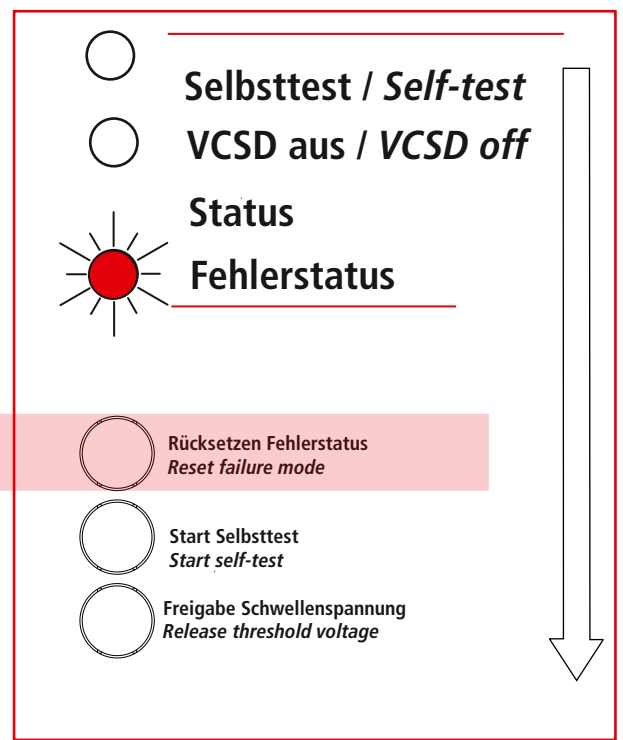 Selbsttest / Self-test
VCSD aus / VCSD off
Status
Fehlerstatus
Rücksetzen Fehlerstatus
Reset failure mode
Start Selbsttest
Start self-test
Freigabe Schwellenspannung
Release threshold voltage